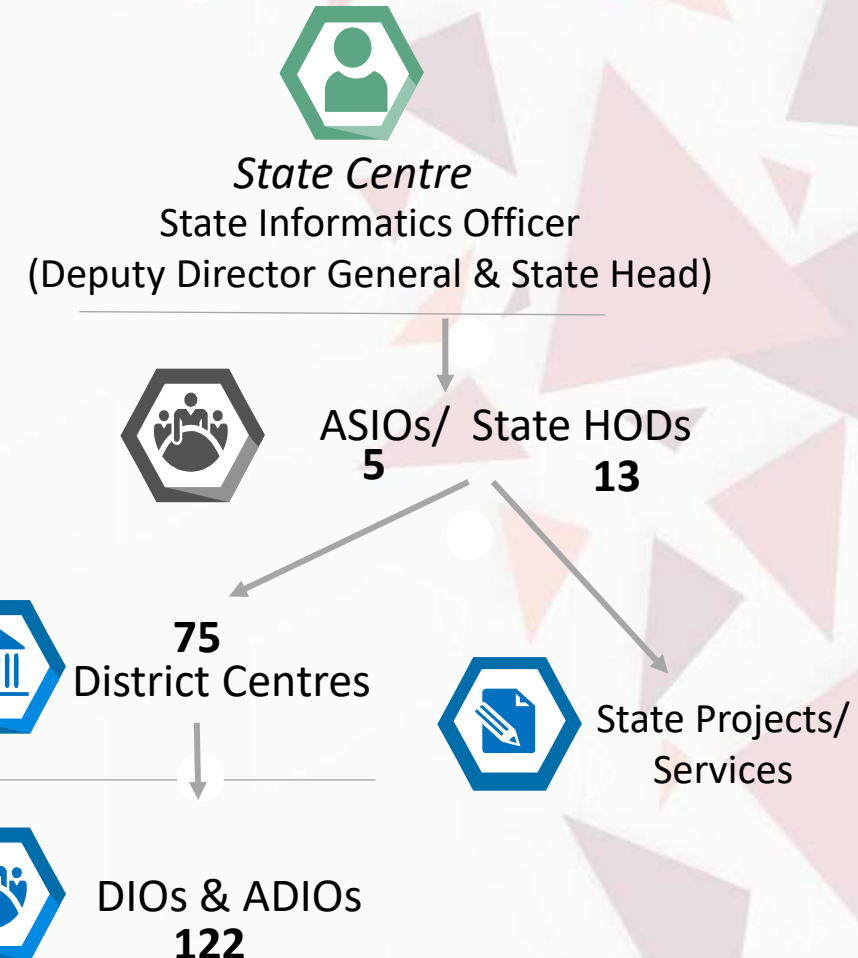 State Centre
State Informatics Officer
(Deputy Director General & State Head)
ASIOs/ State HODs
5 13
75
District Centres
State Projects/
Services
DIOs & ADIOs
122